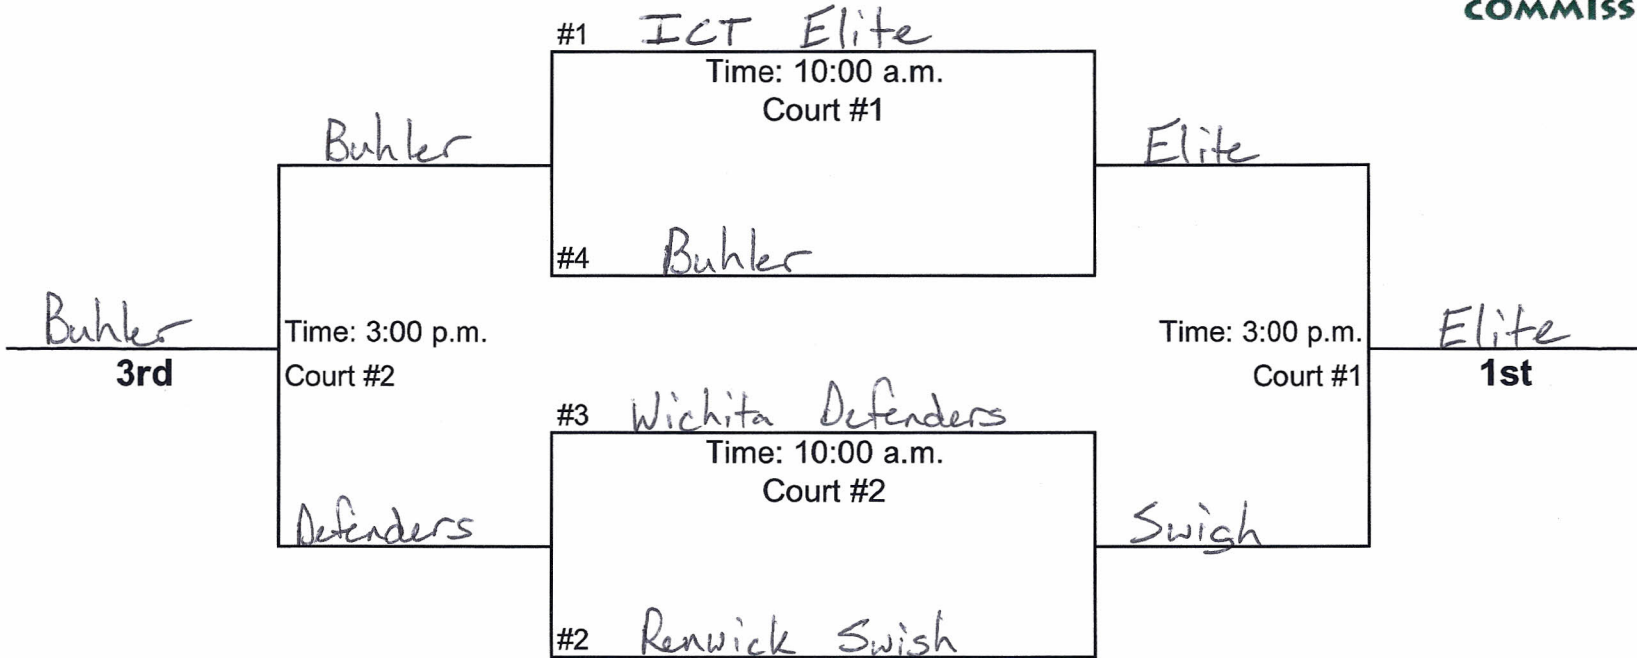 COMMISS
#1 ICT Elite
Time: 10:00 a.m.
Court #1
Buhler
Elite
#4 Buhler
Buhler
3rd
Time: 3:00 p.m.
Court #2
Time: 3:00 p.m.
Court #1
Elite
1st
#3 Wichita Defenders
Time: 10:00 a.m.
Court #2
Defenders
Swish
#2 Renwick Swish